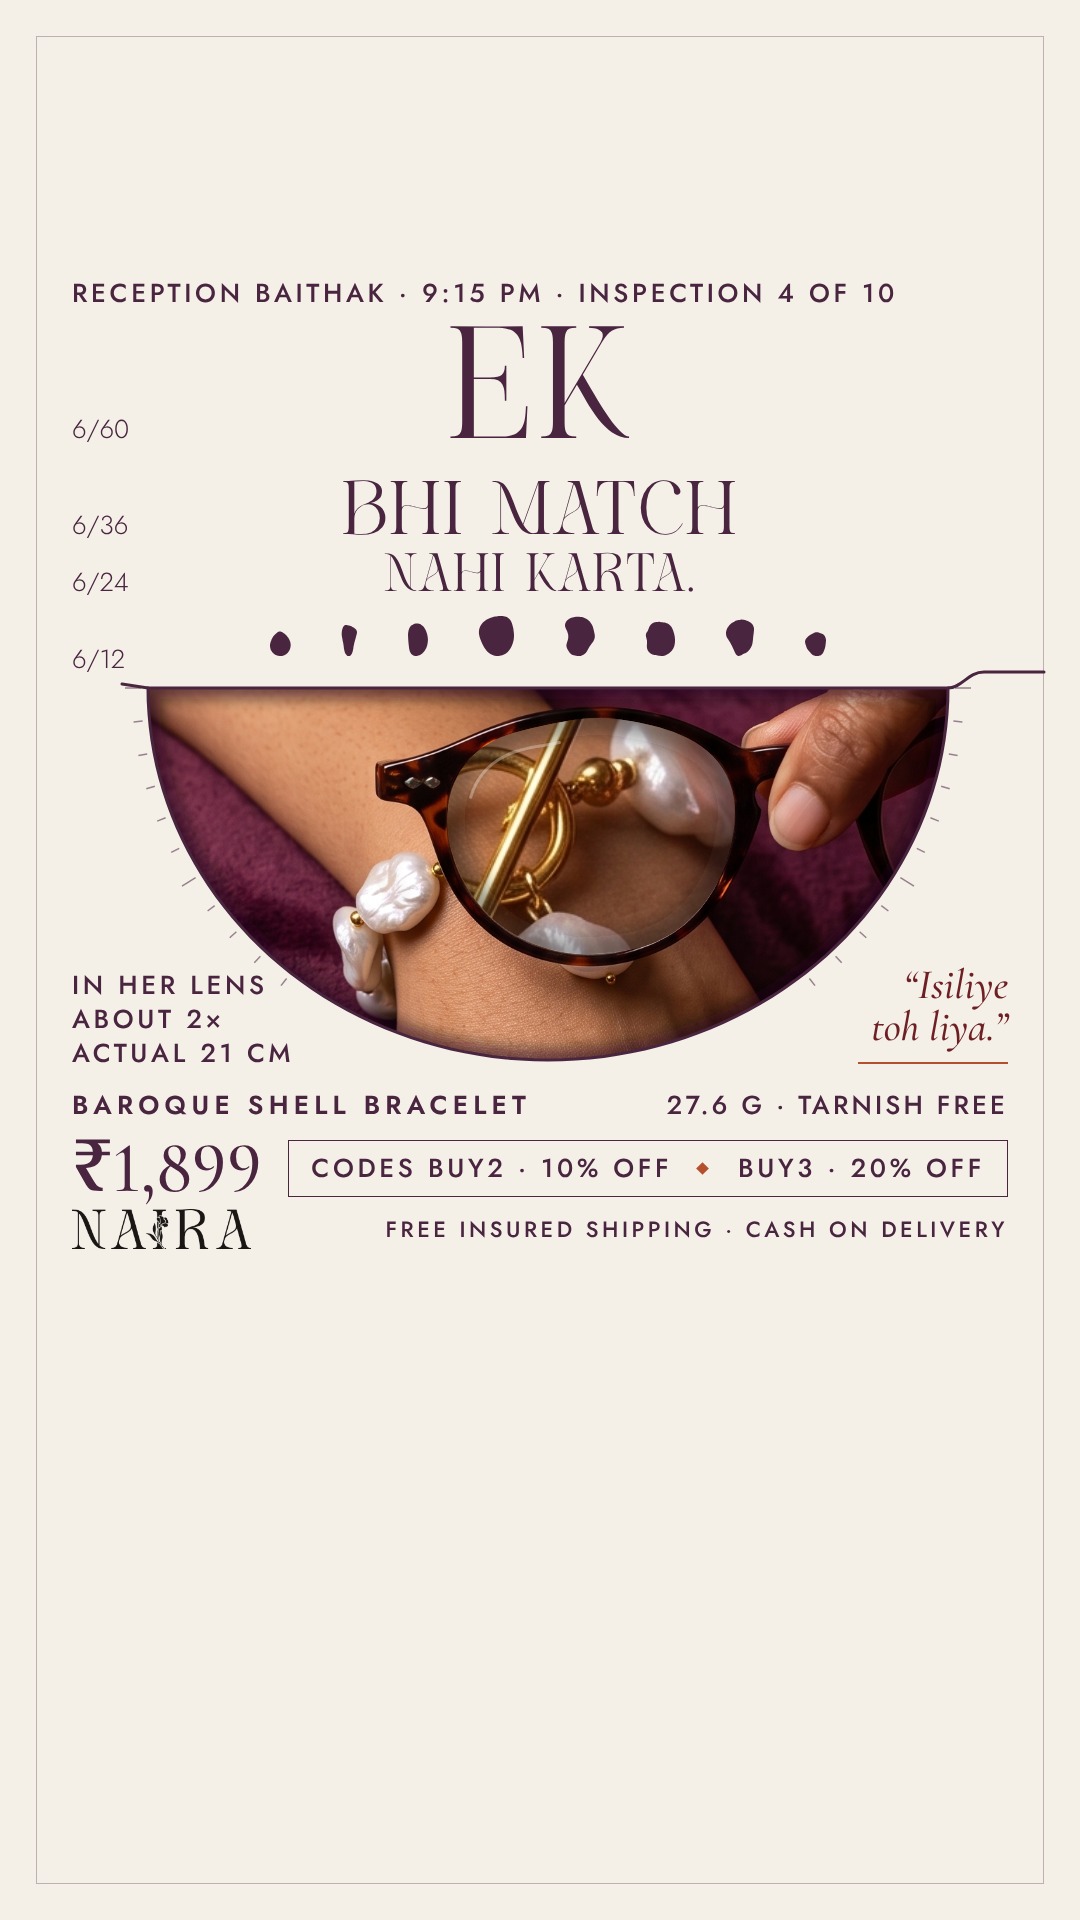 RECEPTION BAITHAK · 9:15 PM · INSPECTION 4 OF 10
EK
6/60
BHI MATCH
6/36
NAHI KARTA.
6/24
6/12
IN HER LENS
ABOUT 2×
ACTUAL 21 CM
“Isiliye
toh liya.”
BAROQUE SHELL BRACELET
27.6 G · TARNISH FREE
₹1,899
CODES BUY2 · 10% OFF ◆ BUY3 · 20% OFF
NAIRA
FREE INSURED SHIPPING · CASH ON DELIVERY